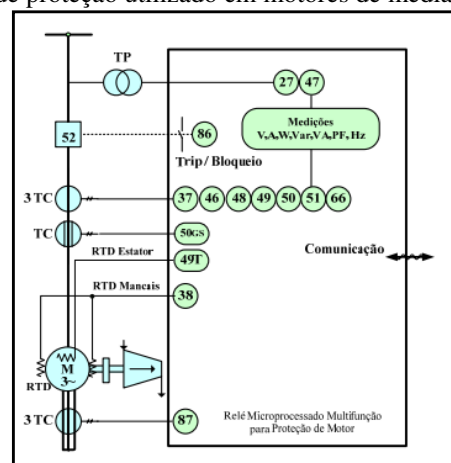 de proteção utilizado em motores de média
TP
27 47
Medições
V,A,W,Var,VA,PF,Hz
52
86
Trip / Bloqueio
3 TC
37 46 48 49 50 51 66
TC
50GS
Comunicação
RTD Estator
49T
RTD Mancais
38
RTD
M
3~
3 TC
87
Relé Microprocessado Multifunção
para Proteção de Motor